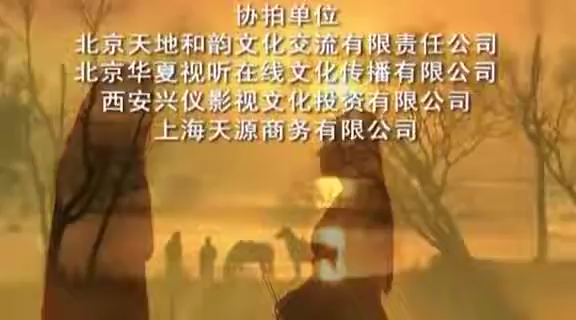 协拍单位
北京天地和韵文化交流有限责任公司
北京华夏视听在线文化传播有限公司
西安兴仪影视文化投资有限公司
上海天源商务有限公司